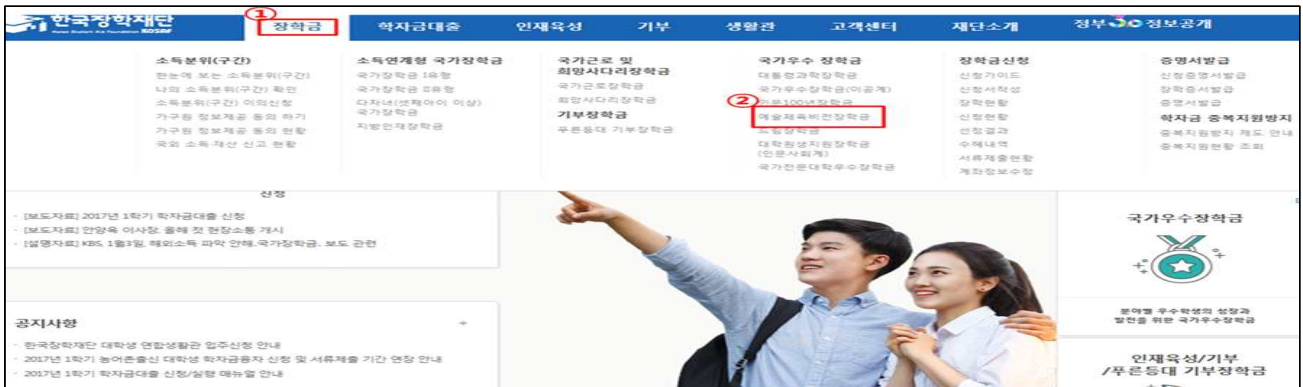 ①
한국장학재단
Korea Student Aid Foundation KOSAF
장학금 학자금대출 인재육성 기부 생활관 고객센터 재단소개 정부3.0정보공개
소득분위(구간)
한눈에 보는 소득분위(구간)
나의 소득분위(구간) 확인
소득분위(구간) 이의신청
가구원 정보제공 동의 하기
가구원 정보제공 동의 현황
국외 소득·재산 신고 현황
소득연계형 국가장학금
국가장학금 I유형
국가장학금 II유형
다자녀(셋째아이 이상)
국가장학금
지방인재장학금
국가근로 및
희망사다리장학금
국가근로장학금
희망사다리장학금
기부장학금
푸른등대 기부장학금
국가우수 장학금
대통령과학장학금
국가우수장학금(이공계)
②
가문100년장학금
예술체육비전장학금
드림장학금
대학원생지원장학금
(인문사회계)
국가전문대학우수장학금
장학금신청
신청가이드
신청서작성
장학현황
신청현황
선정결과
수혜내역
서류제출현황
계좌정보수정
증명서발급
신청증명서발급
장학증서발급
증명서발급
학자금 중복지원방지
중복지원방지 제도 안내
중복지원현황 조회
신청
- [보도자료] 2017년 1학기 학자금대출 신청
- [보도자료] 안양옥 이사장, 올해 첫 현장소통 개시
- [설명자료] KBS, 1월3일, 해외소득 파악 안해..국가장학금.. 보도 관련
공지사항 +
- 한국장학재단 대학생 연합생활관 입주신청 안내
- 2017년 1학기 농어촌출신 대학생 학자금융자 신청 및 서류제출 기간 연장 안내
- 2017년 1학기 학자금대출 신청/실행 매뉴얼 안내
국가우수장학금
분야별 우수학생의 성장과
발전을 위한 국가우수장학금
인재육성/기부
/푸른등대 기부장학금